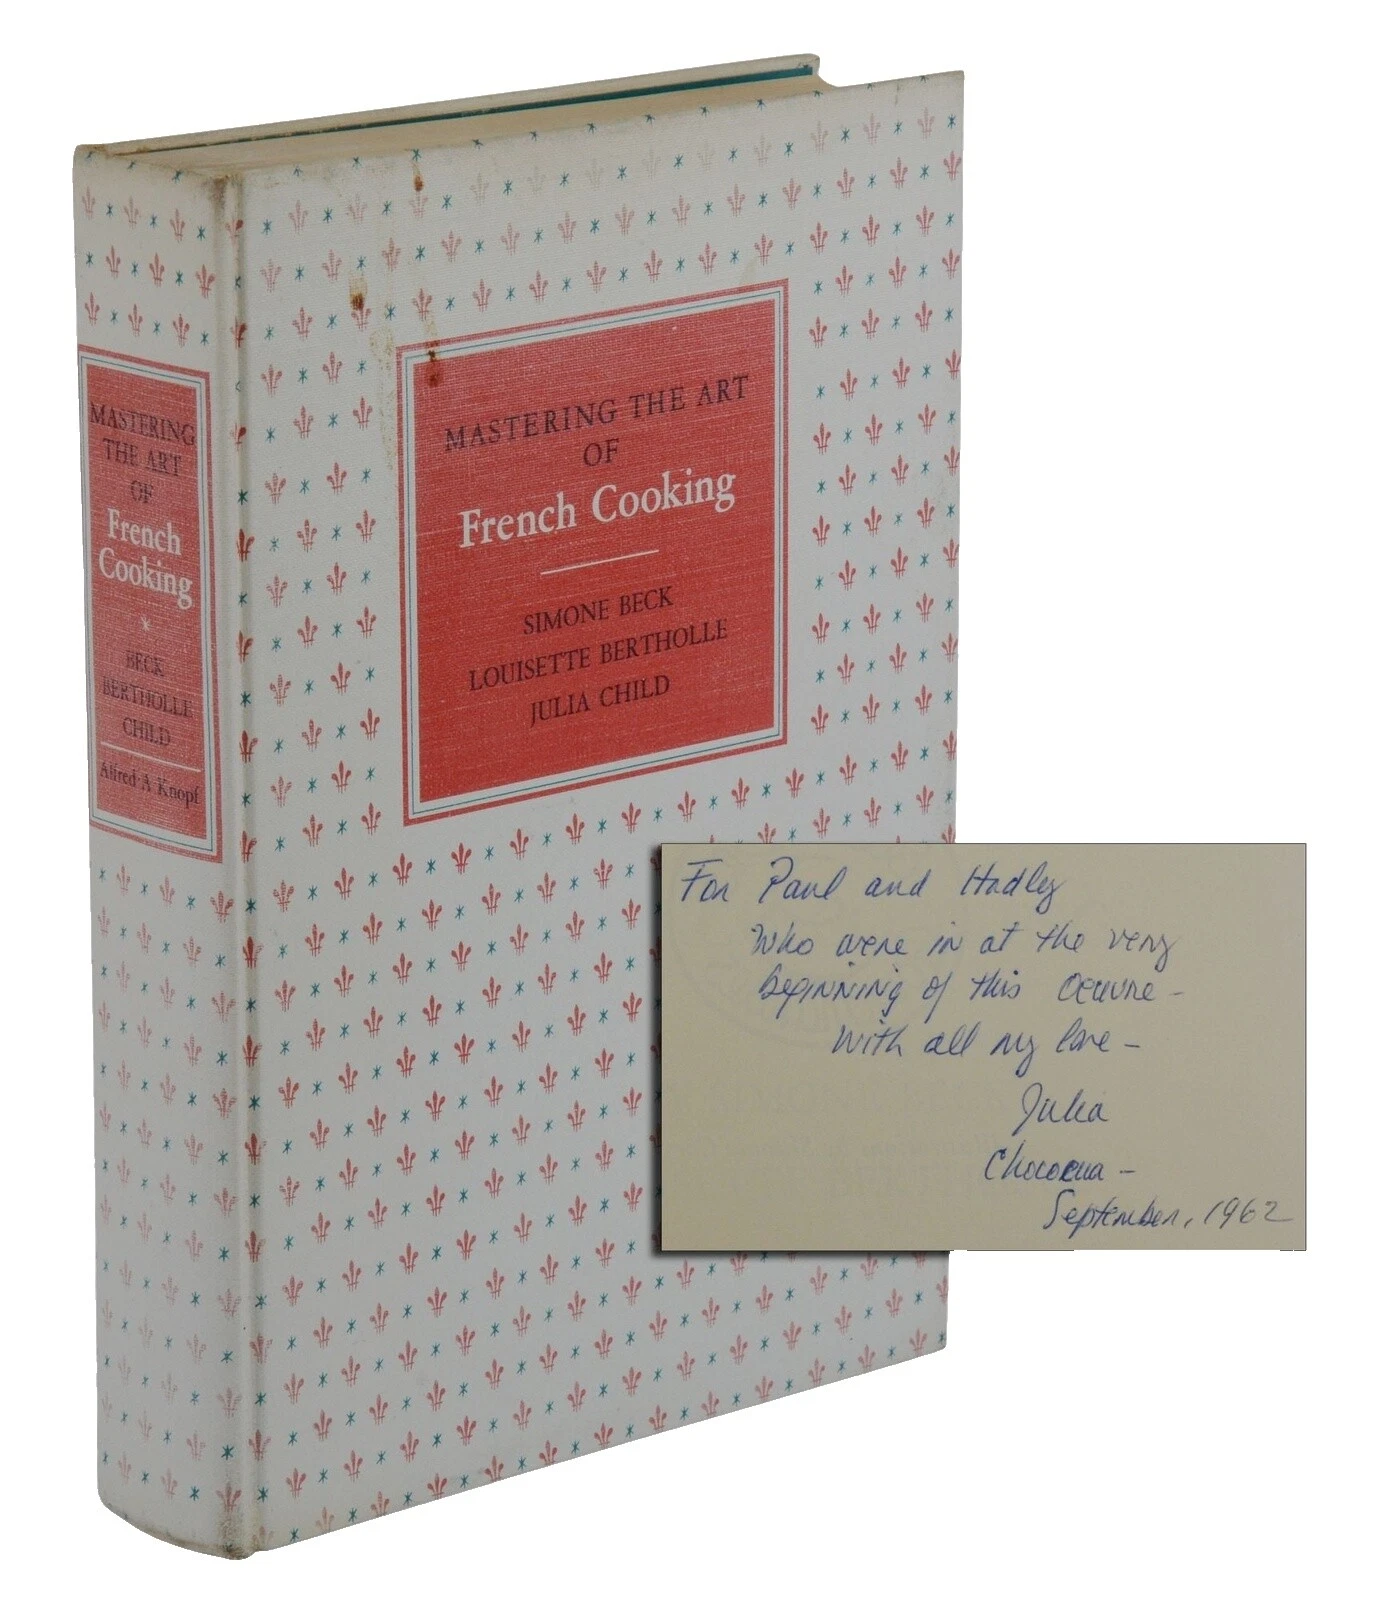 MASTERING
THE ART
OF
French
Cooking
BECK
BERTHOLLE
CHILD
Alfred A Knopf
MASTERING THE ART
OF
French Cooking
SIMONE BECK
LOUISETTE BERTHOLLE
JULIA CHILD
For Paul and Hadley
Who were in at the very
Beginning of this Oeuvre –
With all my love –
Julia
Chocorua –
September, 1962